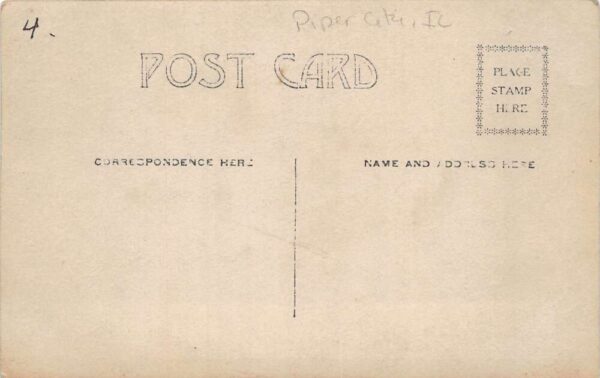 4.
Piper City, IL
POST CARD
PLACE
STAMP
HERE
CORRESPONDENCE HERE
NAME AND ADDRESS HERE